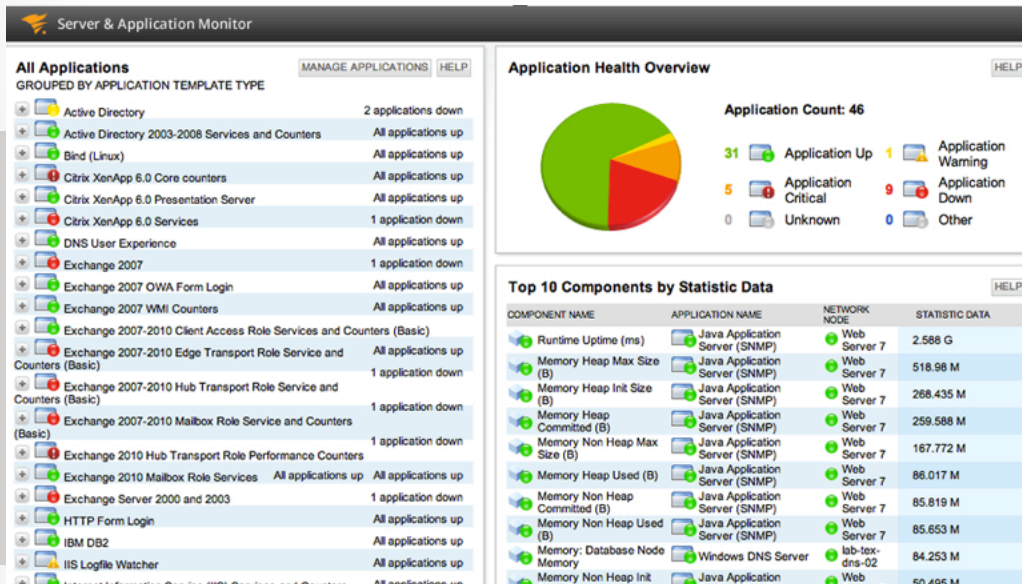 Server & Application Monitor
All Applications
MANAGE APPLICATIONS
HELP
GROUPED BY APPLICATION TEMPLATE TYPE
Active Directory 2 applications down
Active Directory 2003-2008 Services and Counters All applications up
Bind (Linux) All applications up
Citrix XenApp 6.0 Core counters All applications up
Citrix XenApp 6.0 Presentation Server All applications up
Citrix XenApp 6.0 Services 1 application down
DNS User Experience All applications up
Exchange 2007 1 application down
Exchange 2007 OWA Form Login All applications up
Exchange 2007 WMI Counters All applications up
Exchange 2007-2010 Client Access Role Services and Counters (Basic)
Exchange 2007-2010 Edge Transport Role Service and All applications up
Counters (Basic)
1 application down
Exchange 2007-2010 Hub Transport Role Service and
Counters (Basic)
1 application down
Exchange 2007-2010 Mailbox Role Service and Counters
(Basic)
1 application down
Exchange 2010 Hub Transport Role Performance Counters
Exchange 2010 Mailbox Role Services All applications up All applications up
Exchange Server 2000 and 2003 1 application down
HTTP Form Login All applications up
IBM DB2 All applications up
IIS Logfile Watcher All applications up
Internet Information Service (IIS) Services and Counters All applications up
Application Health Overview
HELP
Application Count: 46
31 Application Up
1 Application
Warning
5 Application
Critical
9 Application
Down
0 Unknown
0 Other
Top 10 Components by Statistic Data
HELP
COMPONENT NAME APPLICATION NAME NETWORK
NODE STATISTIC DATA
Runtime Uptime (ms) Java Application
Server (SNMP) Web
Server 7 2.588 G
Memory Heap Max Size
(B) Java Application
Server (SNMP) Web
Server 7 518.98 M
Memory Heap Init Size
(B) Java Application
Server (SNMP) Web
Server 7 268.435 M
Memory Heap
Committed (B) Java Application
Server (SNMP) Web
Server 7 259.588 M
Memory Non Heap Max
Size (B) Java Application
Server (SNMP) Web
Server 7 167.772 M
Memory Heap Used (B) Java Application
Server (SNMP) Web
Server 7 86.017 M
Memory Non Heap
Committed (B) Java Application
Server (SNMP) Web
Server 7 85.819 M
Memory Non Heap Used
(B) Java Application
Server (SNMP) Web
Server 7 85.653 M
Memory: Database Node
Memory Windows DNS Server lab-tex-
dns-02 84.253 M
Memory Non Heap Init Java Application Web 50.495 M